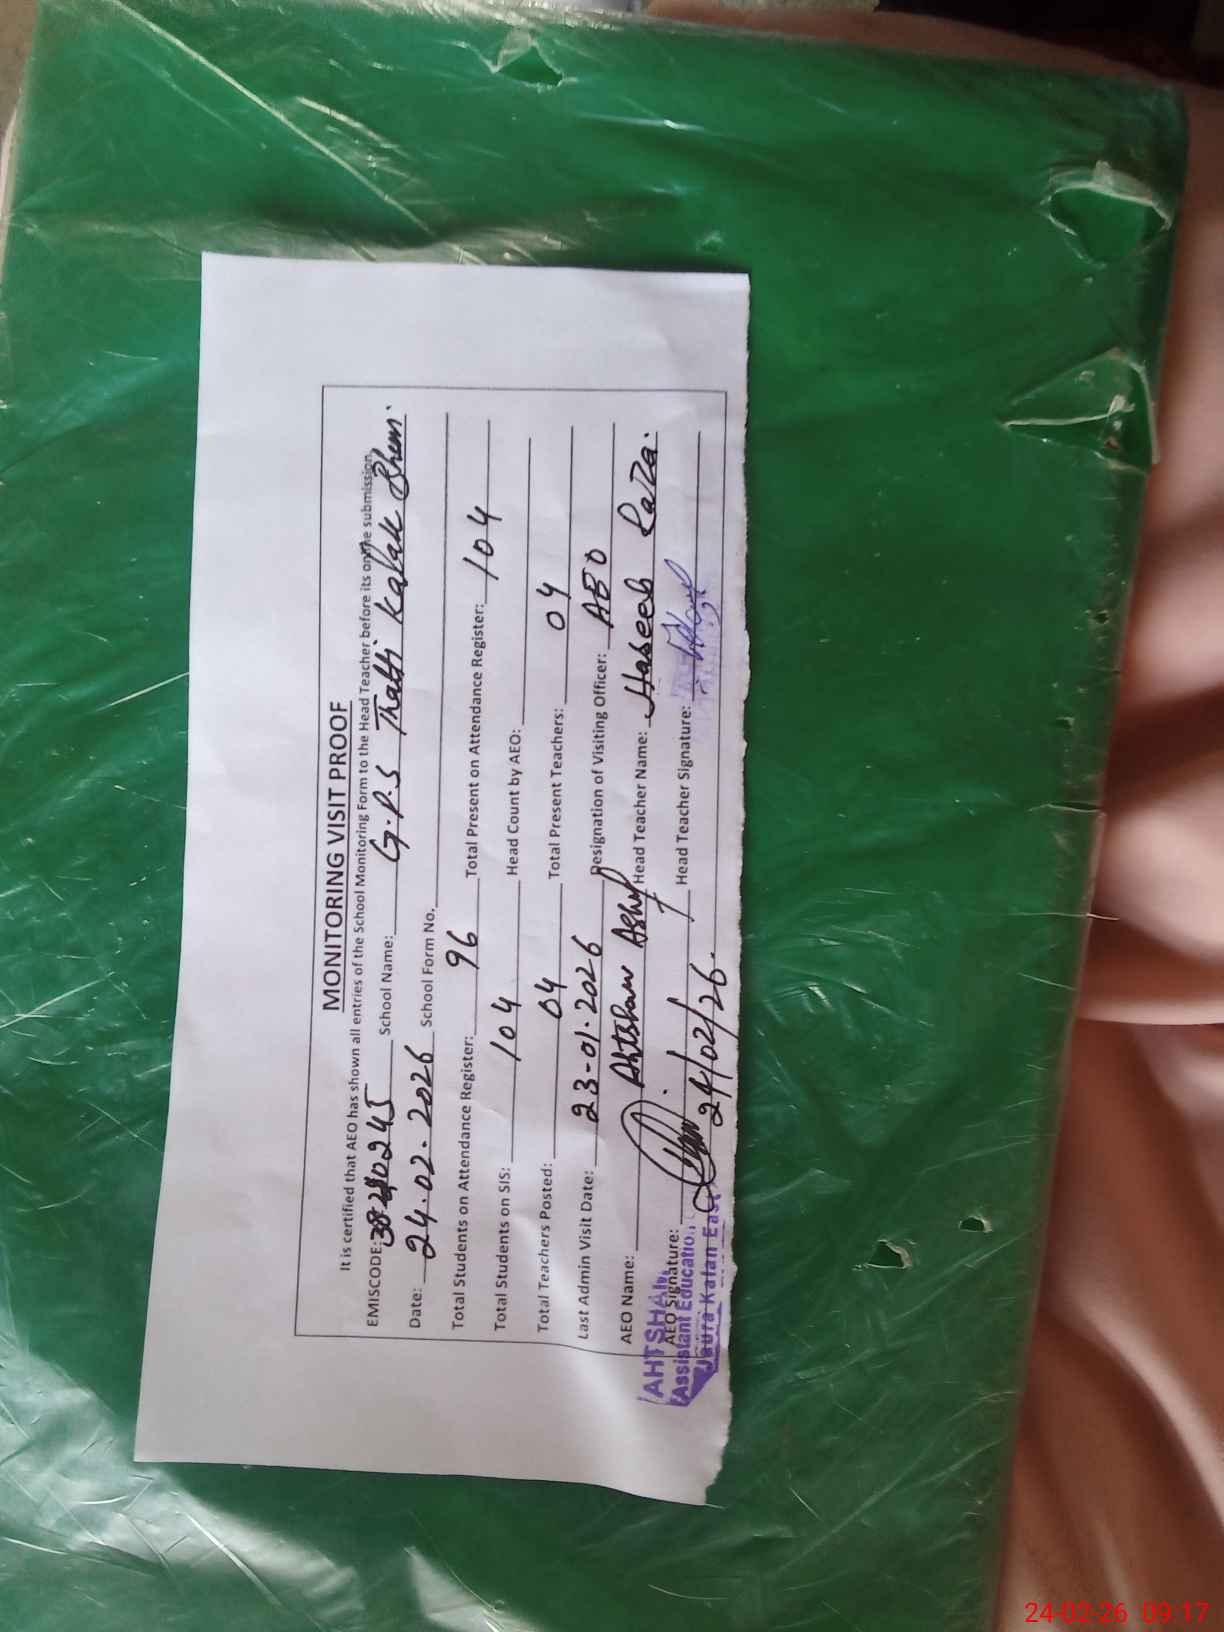 MONITORING VISIT PROOF
It is certified that AEO has shown all entries of the School Monitoring Form to the Head Teacher before its online submission.
EMISCODE: School Name: G.P.S Thatti Kalak
Date: 24.02.2026 School Form No.
Total Students on Attendance Register: 96 Total Present on Attendance Register: 104
Total Students on SIS: 104 Head Count by AEO:
Total Teachers Posted: 04 Total Present Teachers: 04
Last Admin Visit Date: 23-01-2026 Designation of Visiting Officer: AEO
AEO Name: Ahtsham Head Teacher Name: Haseeb Raza.
AEO Signature: Head Teacher Signature:
24/02/26.
AHTSHAM
Assistant Education
Jaura Kalan East
24-02-26 09:17